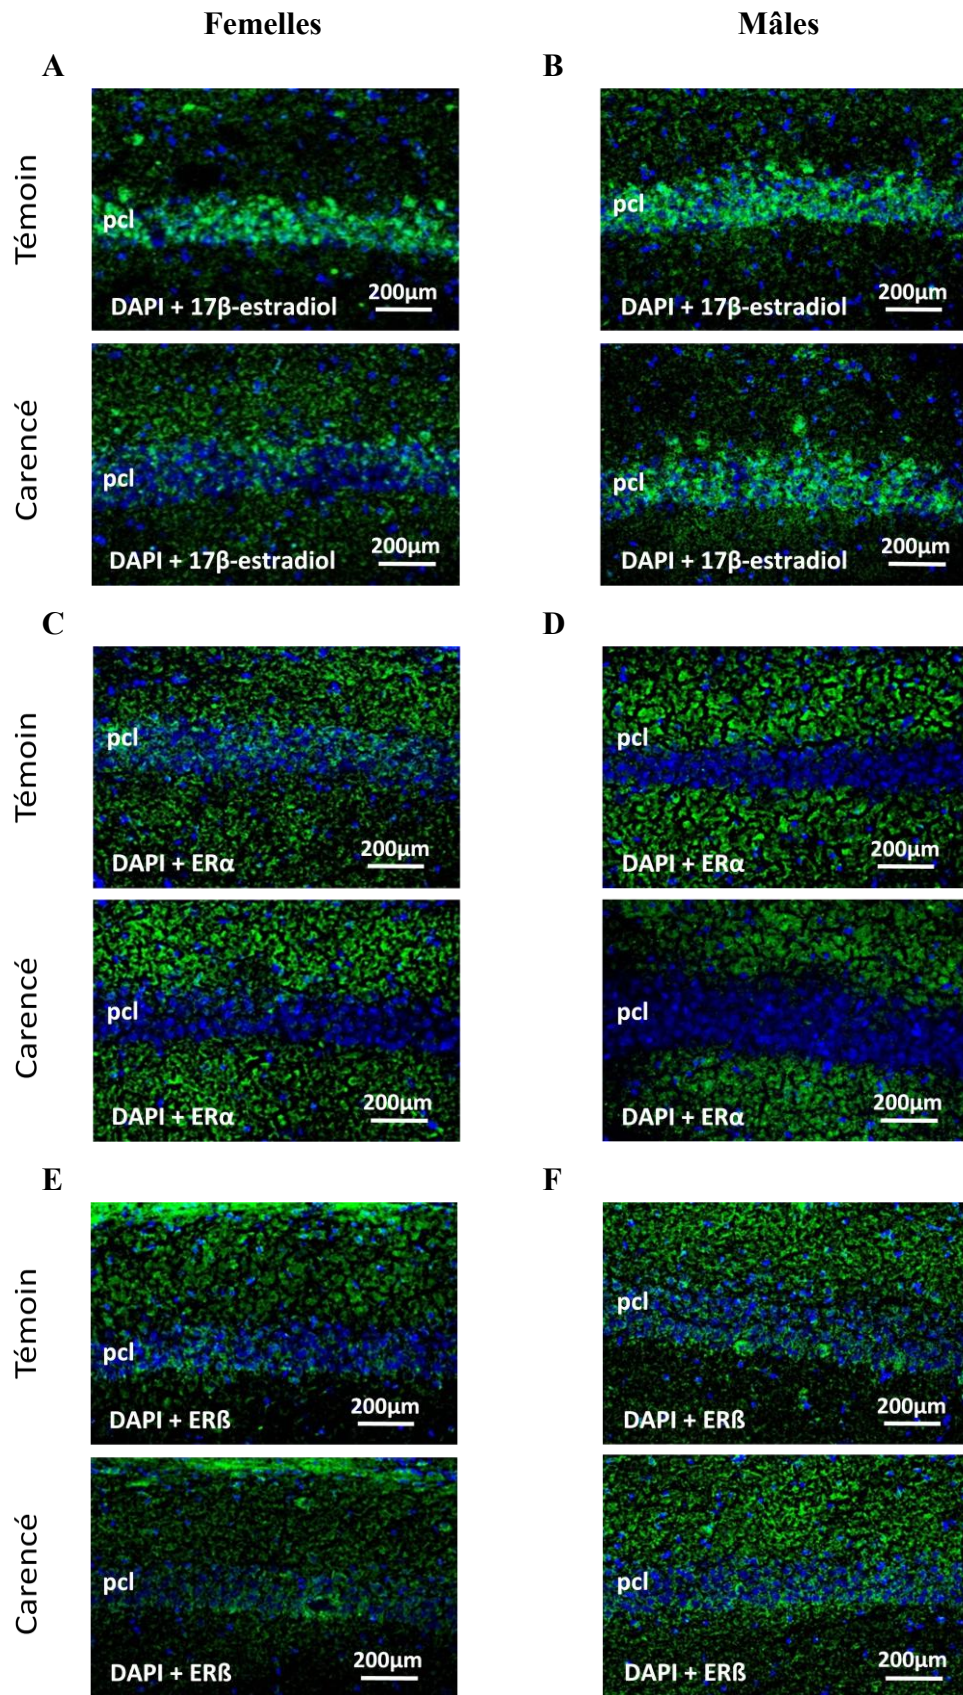 Femelles
Mâles
A
B
Témoin
pcl
200µm
DAPI + 17β-estradiol
pcl
200µm
DAPI + 17β-estradiol
Carencé
pcl
200µm
DAPI + 17β-estradiol
pcl
200µm
DAPI + 17β-estradiol
C
D
Témoin
pcl
200µm
DAPI + ERα
pcl
200µm
DAPI + ERα
Carencé
pcl
200µm
DAPI + ERα
pcl
200µm
DAPI + ERα
E
F
Témoin
pcl
200µm
DAPI + ERß
pcl
200µm
DAPI + ERß
Carencé
pcl
200µm
DAPI + ERß
pcl
200µm
DAPI + ERß